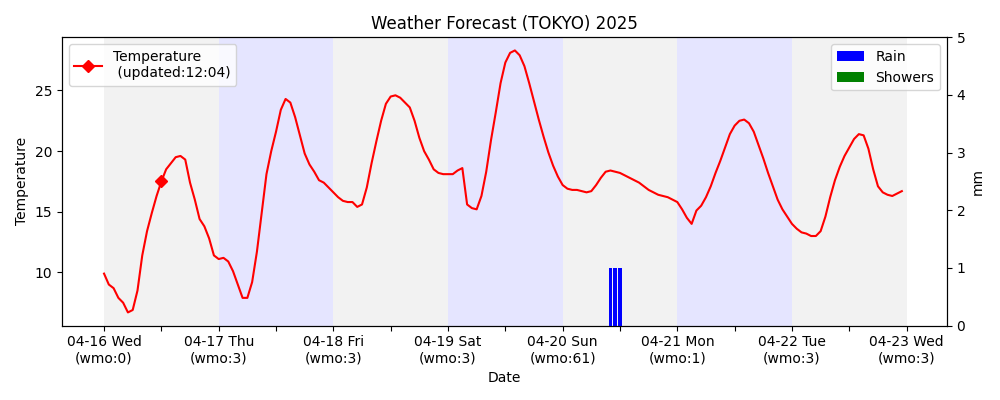 Weather Forecast (TOKYO) 2025
Temperature
(updated:12:04)
Rain
Showers
Temperature
25
20
15
10
5
4
3
2
1
0
mm
04-16 Wed
(wmo:0)
04-17 Thu
(wmo:3)
04-18 Fri
(wmo:3)
04-19 Sat
(wmo:3)
04-20 Sun
(wmo:61)
04-21 Mon
(wmo:1)
04-22 Tue
(wmo:3)
04-23 Wed
(wmo:3)
Date